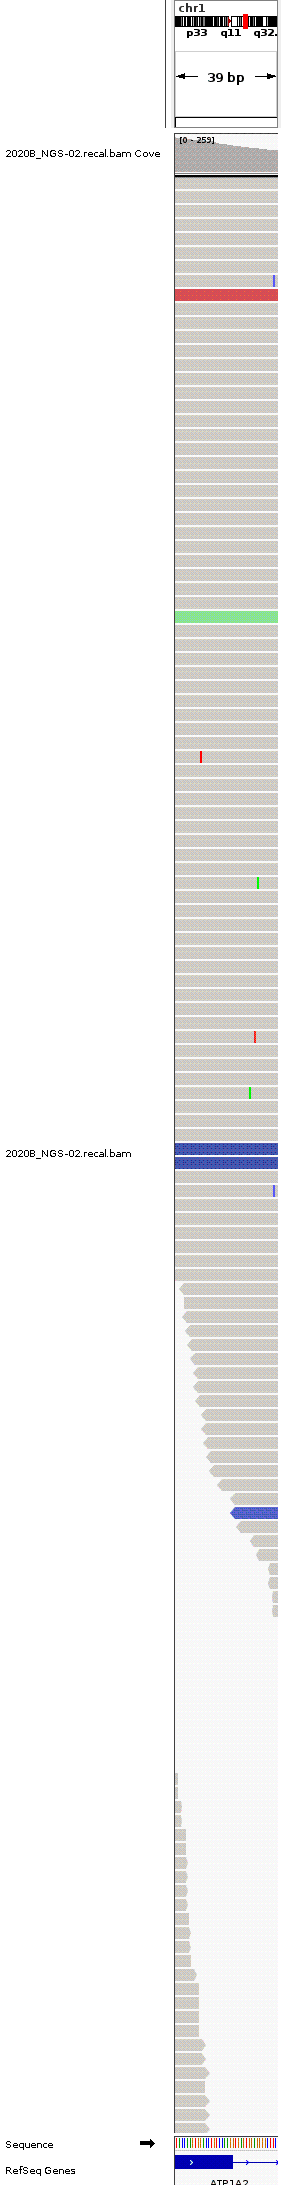 chr1
p33 q11 q32.
39 bp
[0 - 259]
2020B_NGS-02.recal.bam Cove
2020B_NGS-02.recal.bam
Sequence
RefSeq Genes
ATP1A2